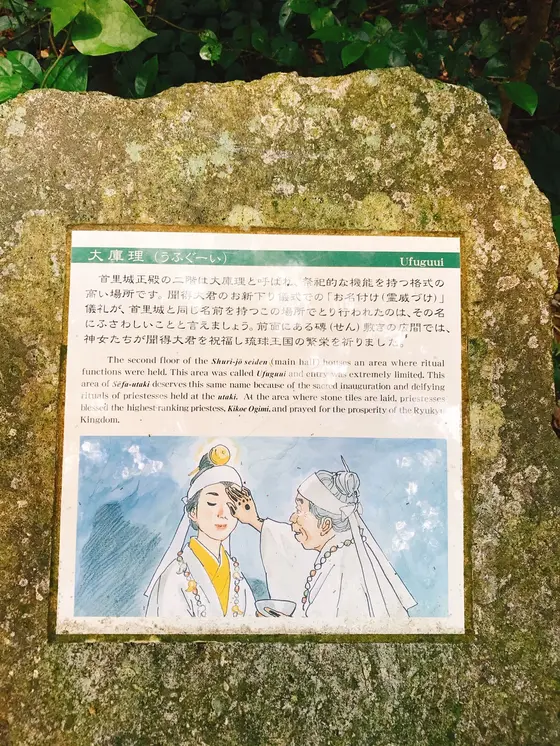 大庫理 (うふぐーい) Ufuguui
首里城正殿の二階は大庫理と呼ばれ、祭祀的な機能を持つ格式の
高い場所です。聞得大君のお新下り儀式での「お名付け(霊威づけ)」
儀礼が、首里城と同じ名前を持つこの場所でとり行われたのは、その名
にふさわしいことと言えましょう。前面にある磚(せん)敷きの広間では、
神女たちが聞得大君を祝福し琉球王国の繁栄を祈りました。
The second floor of the Shuri-jō seiden (main hall) houses an area where ritual
functions were held. This area was called Ufuguui and entry was extremely limited. This
area of Sēfa-utaki deserves this same name because of the sacred inauguration and deifying
rituals of priestesses held at the utaki. At the area where stone tiles are laid, priestesses
blessed the highest ranking priestess, Kikoe Ogimi, and prayed for the prosperity of the Ryukyu
Kingdom.